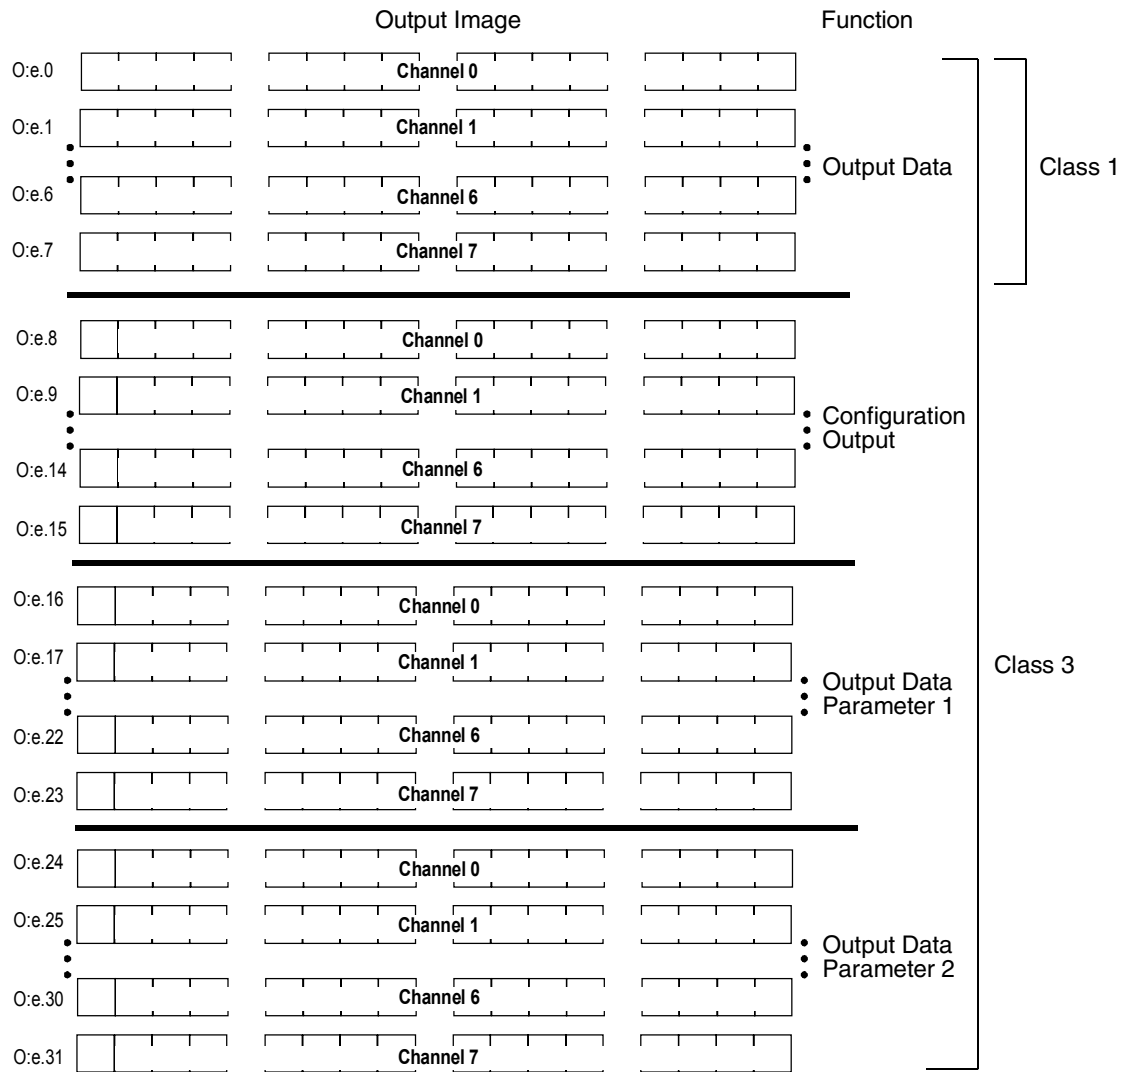 Output Image Function
O:e.0 Channel 0
O:e.1 Channel 1
Output Data Class 1
O:e.6 Channel 6
O:e.7 Channel 7
O:e.8 Channel 0
O:e.9 Channel 1
Configuration
Output
O:e.14 Channel 6
O:e.15 Channel 7
O:e.16 Channel 0
O:e.17 Channel 1
Class 3
Output Data
Parameter 1
O:e.22 Channel 6
O:e.23 Channel 7
O:e.24 Channel 0
O:e.25 Channel 1
Output Data
Parameter 2
O:e.30 Channel 6
O:e.31 Channel 7